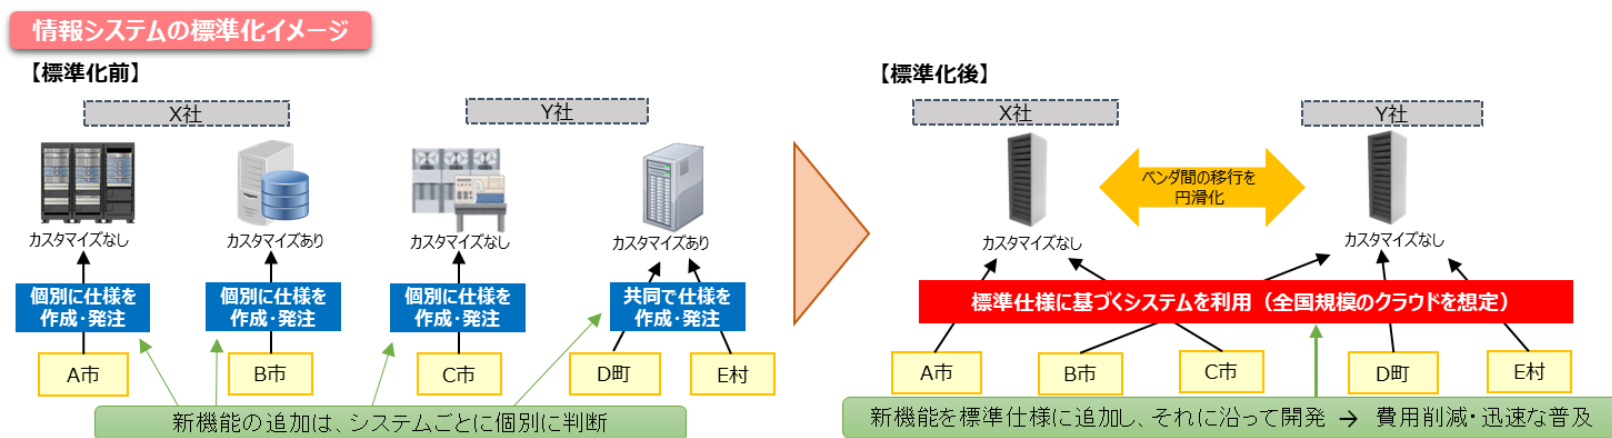 情報システムの標準化イメージ
【標準化前】
X社
Y社
カスタマイズなし
カスタマイズあり
カスタマイズなし
カスタマイズあり
個別に仕様を
作成・発注
個別に仕様を
作成・発注
個別に仕様を
作成・発注
共同で仕様を
作成・発注
A市
B市
C市
D町
E村
新機能の追加は、システムごとに個別に判断
【標準化後】
X社
Y社
ベンダ間の移行を
円滑化
カスタマイズなし
カスタマイズなし
標準仕様に基づくシステムを利用（全国規模のクラウドを想定）
A市
B市
C市
D町
E村
新機能を標準仕様に追加し、それに沿って開発 → 費用削減・迅速な普及